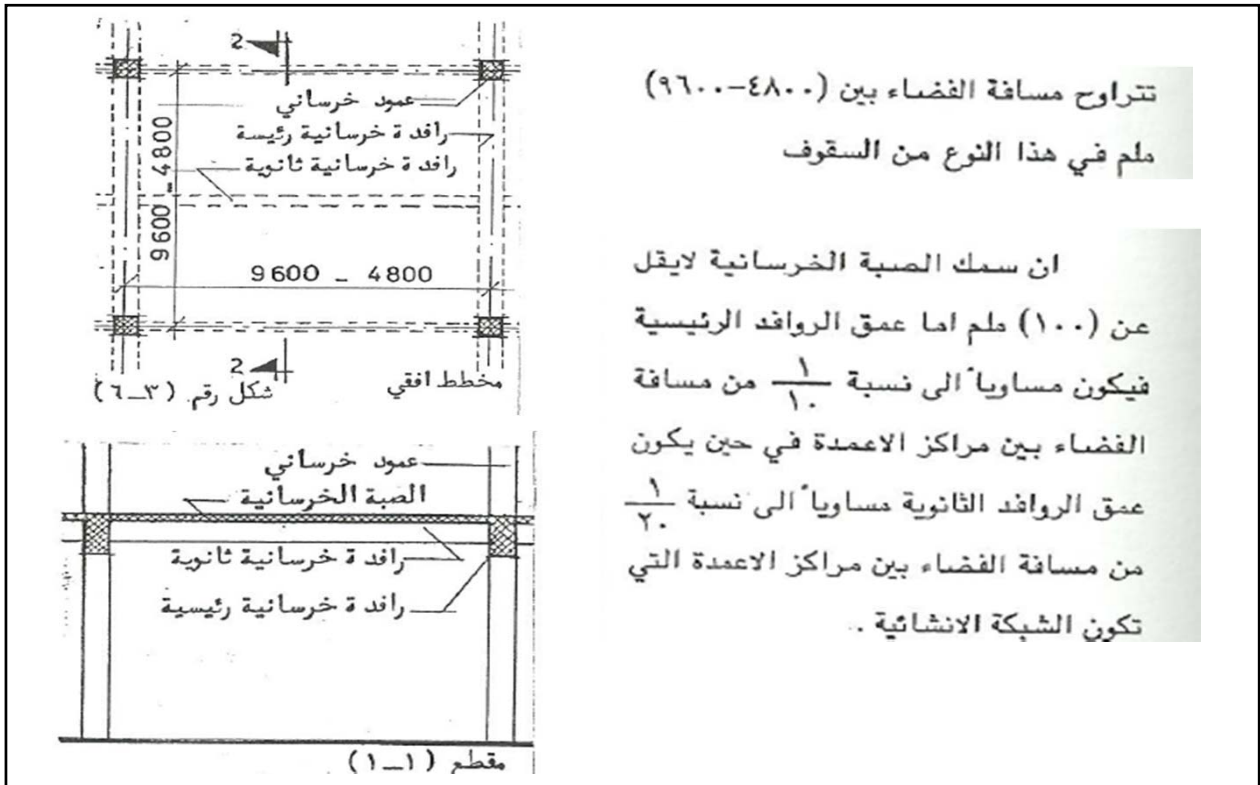 2
عمود خرساني
رافدة خرسانية رئيسة
رافدة خرسانية ثانوية
9600 _ 4800
9600 _ 4800
2
مخطط افقي
شكل رقم (٣_٦)
عمود خرساني
الصبة الخرسانية
رافدة خرسانية ثانوية
رافدة خرسانية رئيسية
مقطع (١_١)
تتراوح مسافة الفضاء بين (٤٨٠٠-٩٦٠٠)
ملم في هذا النوع من السقوف
ان سمك الصبة الخرسانية لايقل
عن (١٠٠) ملم اما عمق الروافد الرئيسية
فيكون مساوياً الى نسبة ١/١٠ من مسافة
الفضاء بين مراكز الاعمدة في حين يكون
عمق الروافد الثانوية مساوياً الى نسبة ١/٢٠
من مسافة الفضاء بين مراكز الاعمدة التي
تكون الشبكة الانشائية .